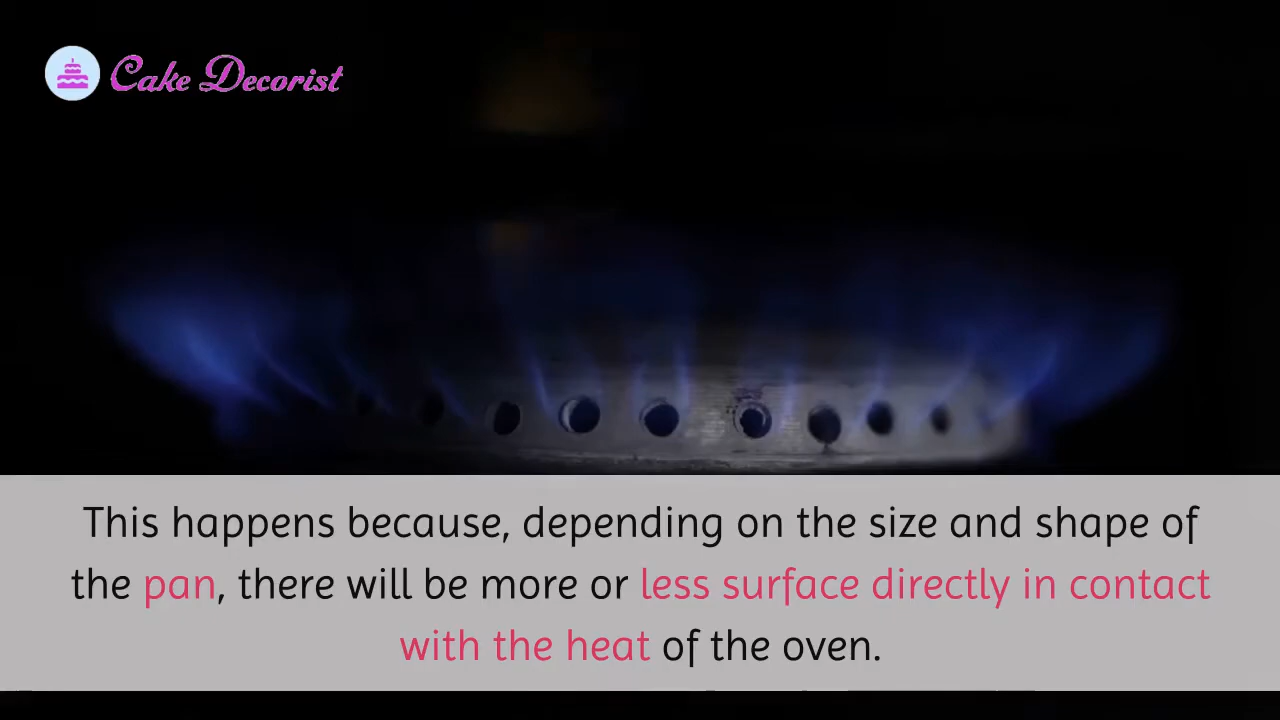 Cake Decorist
This happens because, depending on the size and shape of
the pan, there will be more or less surface directly in contact
with the heat of the oven.